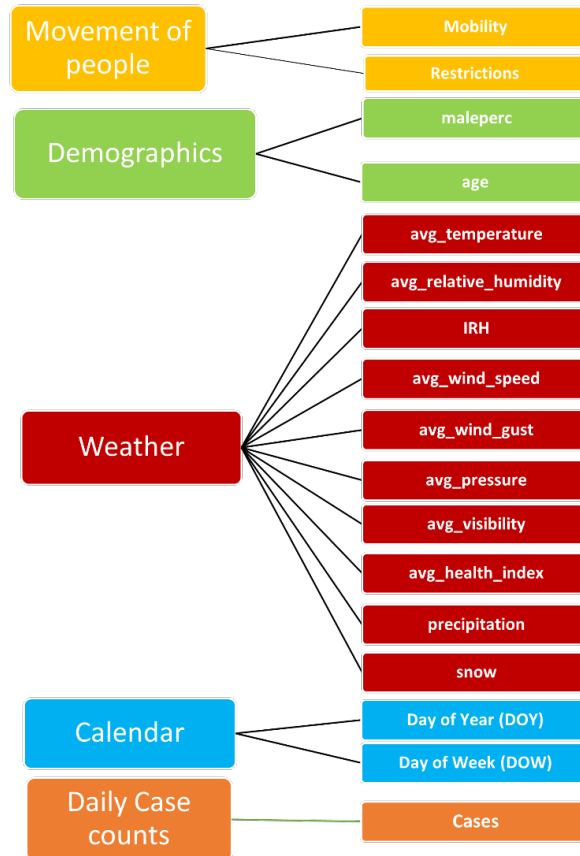 Movement of
people
Mobility
Restrictions
Demographics
maleperc
age
Weather
avg_temperature
avg_relative_humidity
IRH
avg_wind_speed
avg_wind_gust
avg_pressure
avg_visibility
avg_health_index
precipitation
snow
Calendar
Day of Year (DOY)
Day of Week (DOW)
Daily Case
counts
Cases